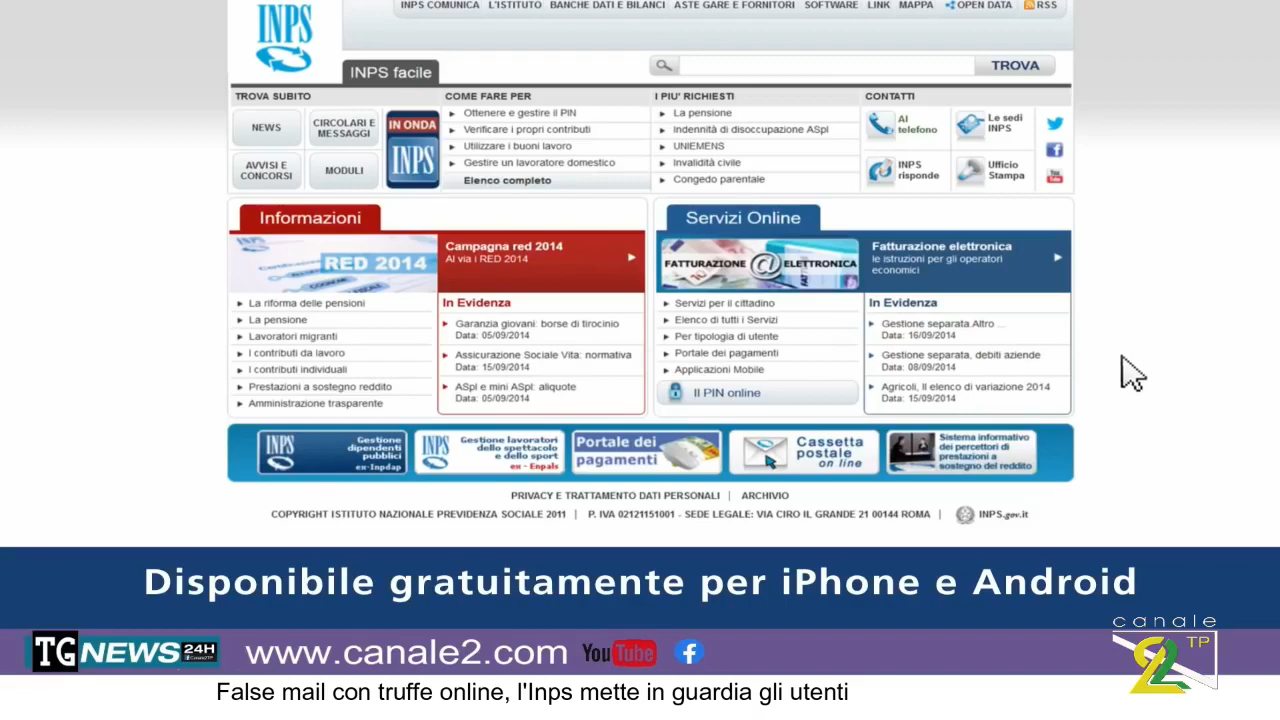 INPS COMUNICA L'ISTITUTO BANCHE DATI E BILANCI ASTE GARE E FORNITORI SOFTWARE LINK MAPPA OPEN DATA RSS
INPS
INPS facile
TROVA
TROVA SUBITO
NEWS
CIRCOLARI E MESSAGGI
AVVISI E CONCORSI
MODULI
IN ONDA
INPS
COME FARE PER
Ottenere e gestire il PIN
Verificare i propri contributi
Utilizzare i buoni lavoro
Gestire un lavoratore domestico
Elenco completo
I PIU' RICHIESTI
La pensione
Indennità di disoccupazione ASpI
UNIEMENS
Invalidità civile
Congedo parentale
CONTATTI
Al telefono
Le sedi INPS
INPS risponde
Ufficio Stampa
Informazioni
RED 2014
Campagna red 2014
Al via i RED 2014
La riforma delle pensioni
La pensione
Lavoratori migranti
I contributi da lavoro
I contributi individuali
Prestazioni a sostegno reddito
Amministrazione trasparente
In Evidenza
Garanzia giovani: borse di tirocinio
Data: 05/09/2014
Assicurazione Sociale Vita: normativa
Data: 15/09/2014
ASpI e mini ASpI: aliquote
Data: 05/09/2014
Servizi Online
FATTURAZIONE @ ELETTRONICA
Fatturazione elettronica
le istruzioni per gli operatori
economici
Servizi per il cittadino
Elenco di tutti i Servizi
Per tipologia di utente
Portale dei pagamenti
Applicazioni Mobile
Il PIN online
In Evidenza
Gestione separata.Altro ...
Data: 16/09/2014
Gestione separata, debiti aziende
Data: 08/09/2014
Agricoli, Il elenco di variazione 2014
Data: 15/09/2014
INPS
Gestione
dipendenti
pubblici
ex-Inpdap
INPS
Gestione lavoratori
dello spettacolo
e dello sport
ex - Enpals
Portale dei
pagamenti
Cassetta
postale
on line
Sistema informativo
dei percettori di
prestazioni a
sostegno del reddito
PRIVACY E TRATTAMENTO DATI PERSONALI | ARCHIVIO
COPYRIGHT ISTITUTO NAZIONALE PREVIDENZA SOCIALE 2011 | P. IVA 02121151001 - SEDE LEGALE: VIA CIRO IL GRANDE 21 00144 ROMA | INPS.gov.it
Disponibile gratuitamente per iPhone e Android
TG NEWS 24H
www.canale2.com YouTube
canale
2 TP
False mail con truffe online, l'Inps mette in guardia gli utenti